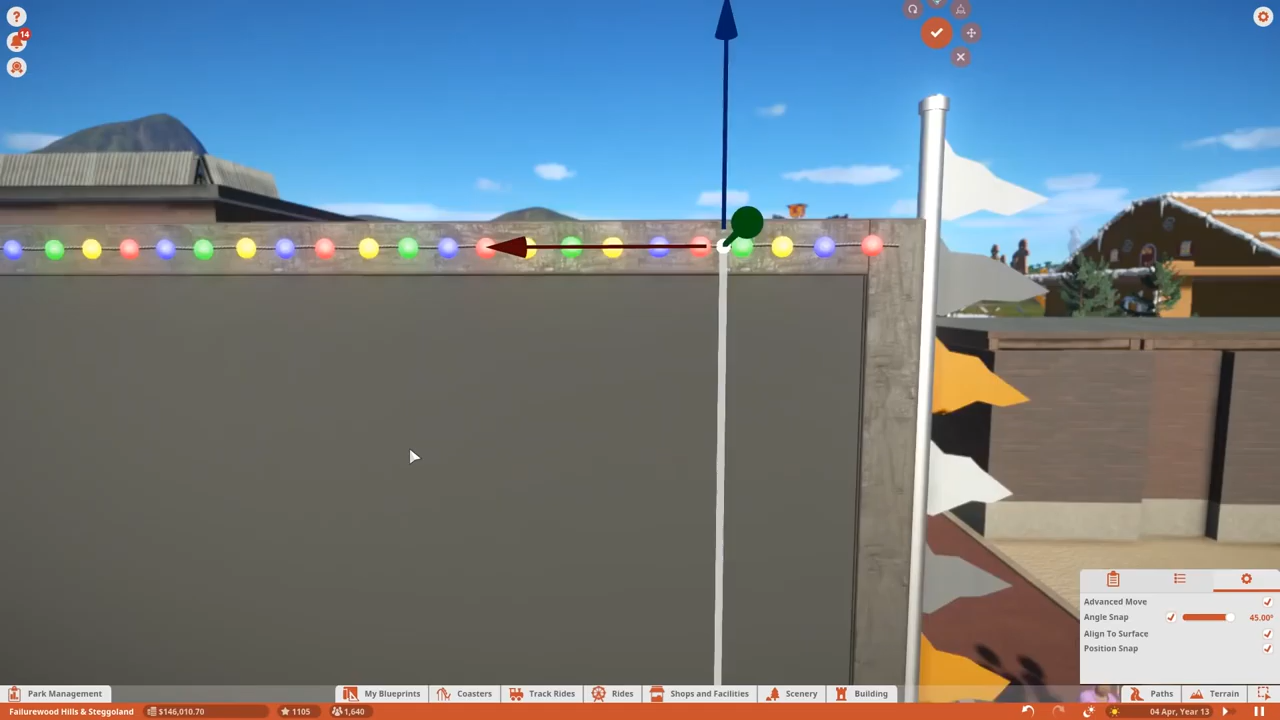 ?
14
Advanced Move
Angle Snap 45.00°
Align To Surface
Position Snap
Park Management
My Blueprints
Coasters
Track Rides
Rides
Shops and Facilities
Scenery
Building
Paths
Terrain
Failurewood Hills & Steggoland
$146,010.70
1105
1,640
04 Apr, Year 13